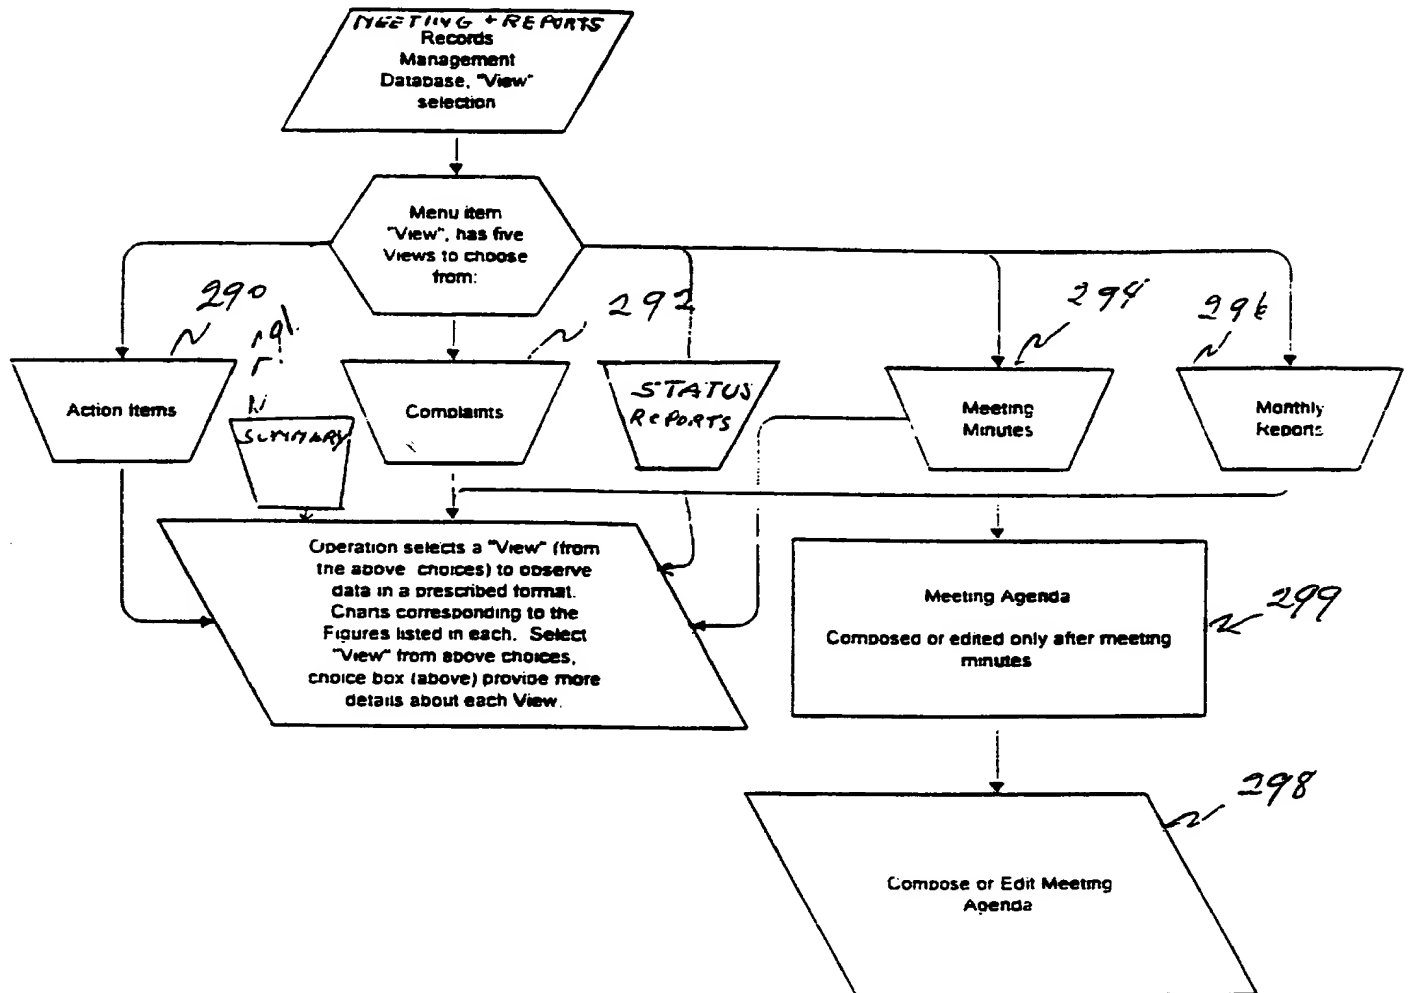 MEETING + REPORTS
Records
Management
Database, "View"
selection
Menu item
"View", has five
Views to choose
from:
290
292
294
296
Action Items
SUMMARY
Complaints
STATUS
REPORTS
Meeting
Minutes
Monthly
Reports
Operation selects a "View" (from
the above choices) to observe
data in a prescribed format.
Charts corresponding to the
Figures listed in each. Select
"View" from above choices,
choice box (above) provide more
details about each View.
Meeting Agenda
Composed or edited only after meeting
minutes
299
298
Compose or Edit Meeting
Agenda